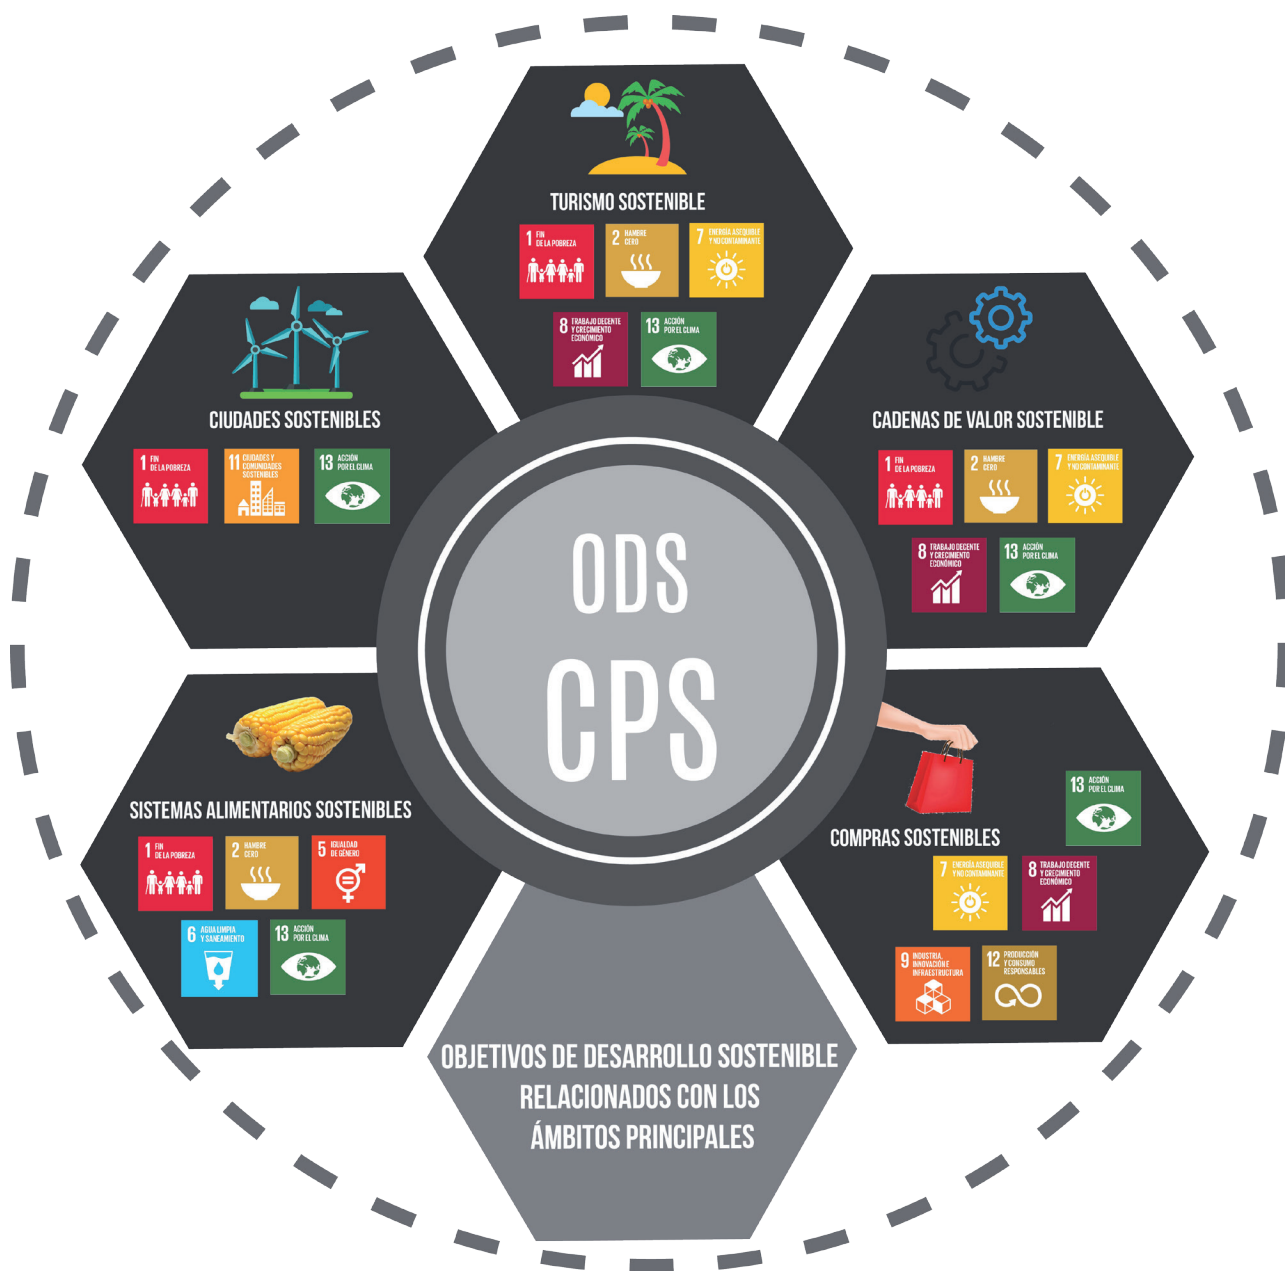 TURISMO SOSTENIBLE
1 FIN
DE LA POBREZA
2 HAMBRE
CERO
7 ENERGÍA ASEQUIBLE
Y NO CONTAMINANTE
8 TRABAJO DECENTE
Y CRECIMIENTO
ECONÓMICO
13 ACCIÓN
POR EL CLIMA
CIUDADES SOSTENIBLES
1 FIN
DE LA POBREZA
11 CIUDADES Y
COMUNIDADES
SOSTENIBLES
13 ACCIÓN
POR EL CLIMA
CADENAS DE VALOR SOSTENIBLE
1 FIN
DE LA POBREZA
2 HAMBRE
CERO
7 ENERGÍA ASEQUIBLE
Y NO CONTAMINANTE
8 TRABAJO DECENTE
Y CRECIMIENTO
ECONÓMICO
13 ACCIÓN
POR EL CLIMA
ODS
CPS
SISTEMAS ALIMENTARIOS SOSTENIBLES
1 FIN
DE LA POBREZA
2 HAMBRE
CERO
5 IGUALDAD
DE GÉNERO
6 AGUA LIMPIA
Y SANEAMIENTO
13 ACCIÓN
POR EL CLIMA
COMPRAS SOSTENIBLES
13 ACCIÓN
POR EL CLIMA
7 ENERGÍA ASEQUIBLE
Y NO CONTAMINANTE
8 TRABAJO DECENTE
Y CRECIMIENTO
ECONÓMICO
9 INDUSTRIA,
INNOVACIÓN E
INFRAESTRUCTURA
12 PRODUCCIÓN
Y CONSUMO
RESPONSABLES
OBJETIVOS DE DESARROLLO SOSTENIBLE
RELACIONADOS CON LOS
ÁMBITOS PRINCIPALES